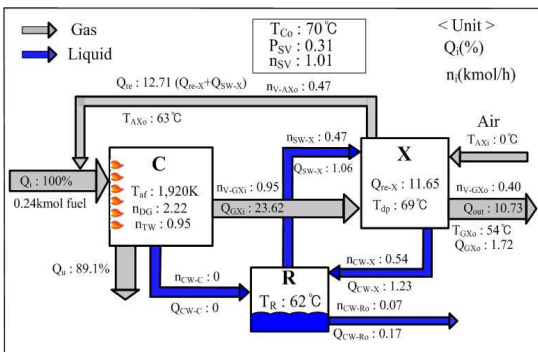 Gas
Liquid
T_Co : 70℃
P_SV : 0.31
n_SV : 1.01
< Unit >
Q_i(%)
n_i(kmol/h)
Q_re : 12.71 (Q_re-X+Q_SW-X)
n_V-AXo : 0.47
T_AXo : 63℃
n_SW-X : 0.47
Q_SW-X : 1.06
Air
T_AXi : 0℃
Q_i : 100%
0.24kmol fuel
C
T_af : 1,920K
n_DG : 2.22
n_TW : 0.95
n_V-GXi : 0.95
Q_GXi : 23.62
X
Q_re-X : 11.65
T_dp : 69℃
n_V-GXo : 0.40
Q_out : 10.73
T_GXo : 54℃
Q_GXo : 1.72
Q_u : 89.1%
n_CW-C : 0
Q_CW-C : 0
R
T_R : 62℃
n_CW-X : 0.54
Q_CW-X : 1.23
n_CW-Ro : 0.07
Q_CW-Ro : 0.17